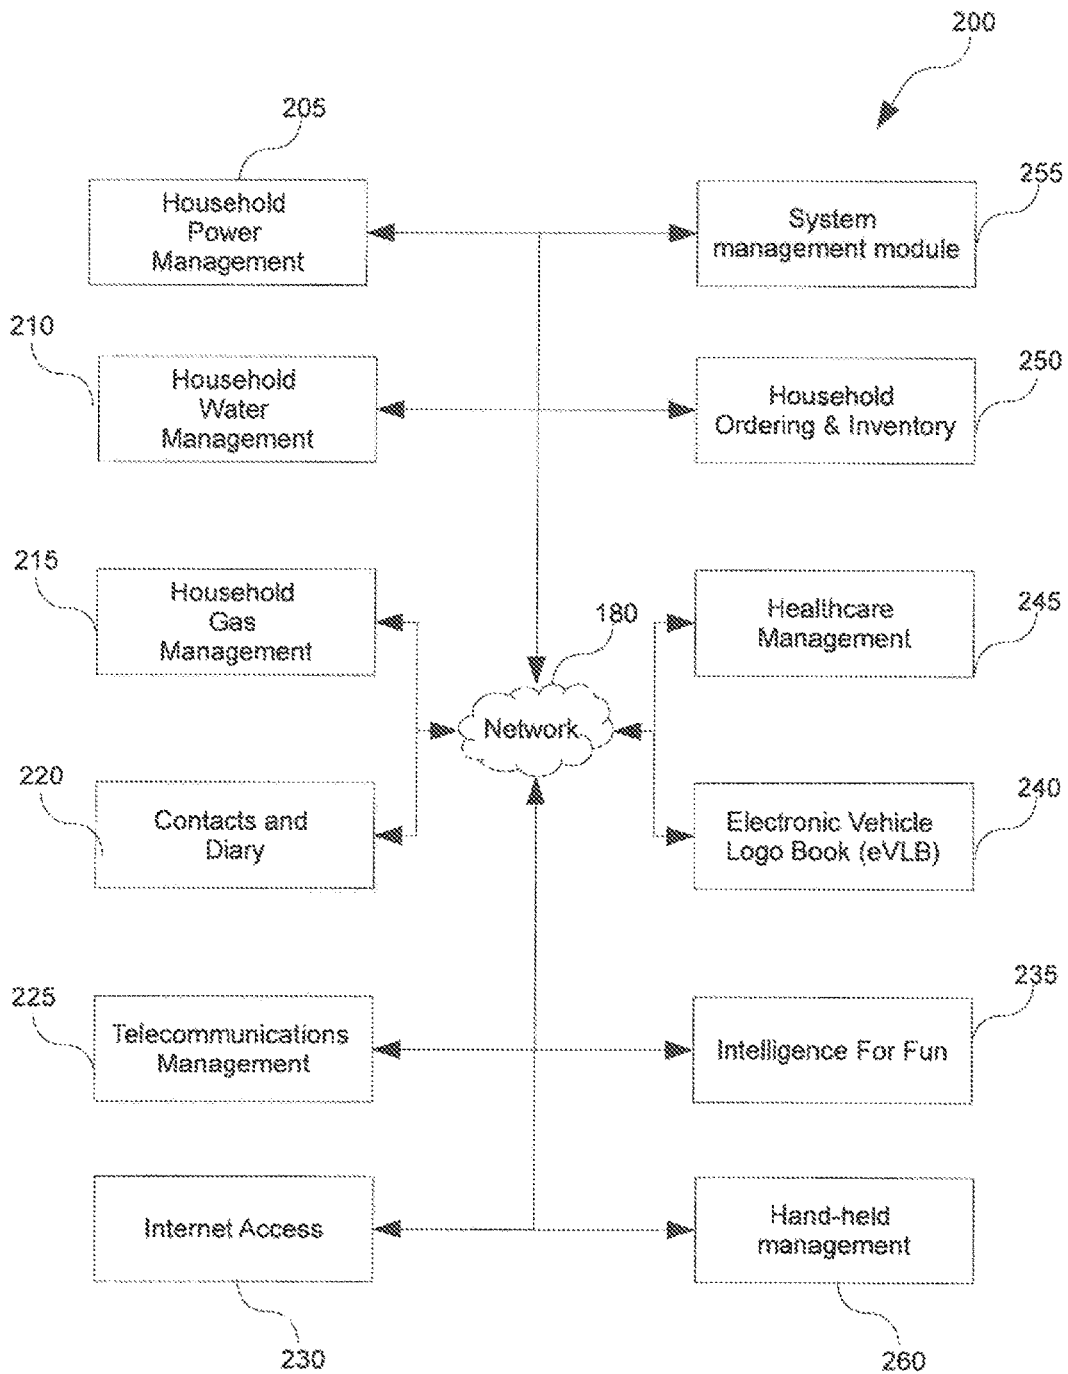 200
205
Household
Power
Management
255
System
management module
210
Household
Water
Management
250
Household
Ordering & Inventory
215
Household
Gas
Management
180
Network
245
Healthcare
Management
220
Contacts and
Diary
240
Electronic Vehicle
Logo Book (eVLB)
225
Telecommunications
Management
235
Intelligence For Fun
Internet Access
230
Hand-held
management
260